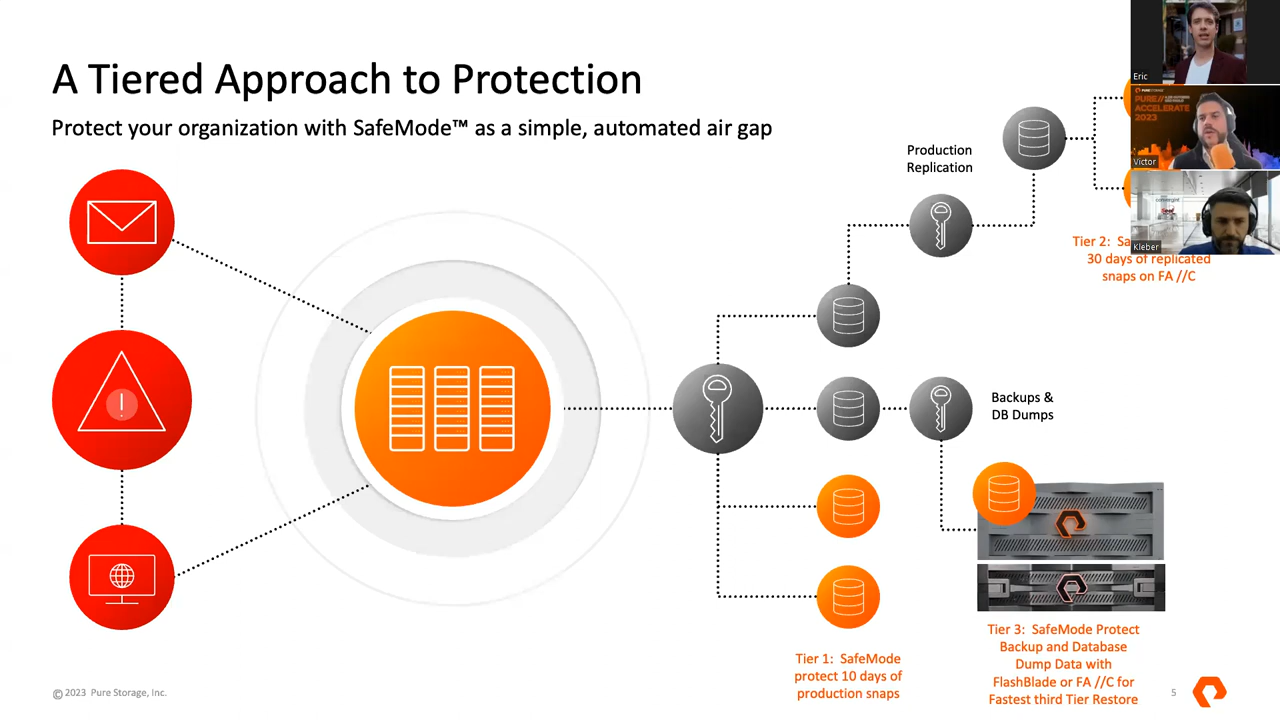 A Tiered Approach to Protection
Protect your organization with SafeMode™ as a simple, automated air gap
Production
Replication
Tier 2:
30 days of replicated
snaps on FA //C
Backups &
DB Dumps
Tier 1: SafeMode
protect 10 days of
production snaps
Tier 3: SafeMode Protect
Backup and Database
Dump Data with
FlashBlade or FA //C for
Fastest third Tier Restore
© 2023 Pure Storage, Inc.
5
Eric
PURE STORAGE
PURE//
ACCELERATE
2023
Victor
convergint
Kleber